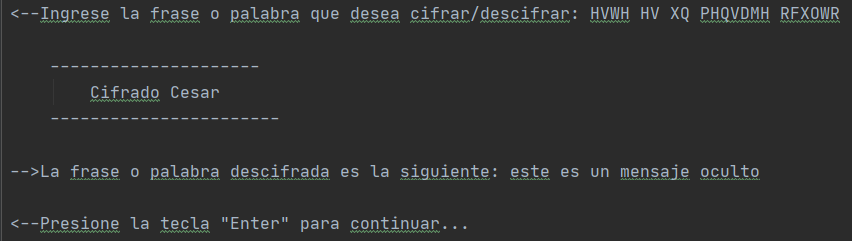 <--Ingrese la frase o palabra que desea cifrar/descifrar: HVWH HV XQ PHQVDMH RFXOWR
---------------------
Cifrado Cesar
-----------------------
-->La frase o palabra descifrada es la siguiente: este es un mensaje oculto
<--Presione la tecla "Enter" para continuar...